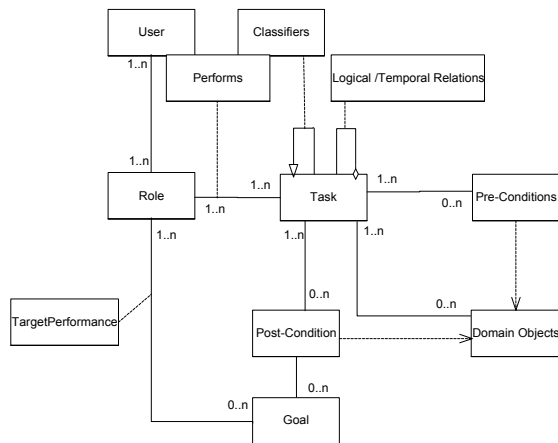 User
Classifiers
1..n
Performs
Logical /Temporal Relations
1..n
1..n
1..n
Role
1..n
Task
0..n
Pre-Conditions
1..n
1..n
1..n
TargetPerformance
0..n
0..n
Post-Condition
Domain Objects
0..n
0..n
Goal